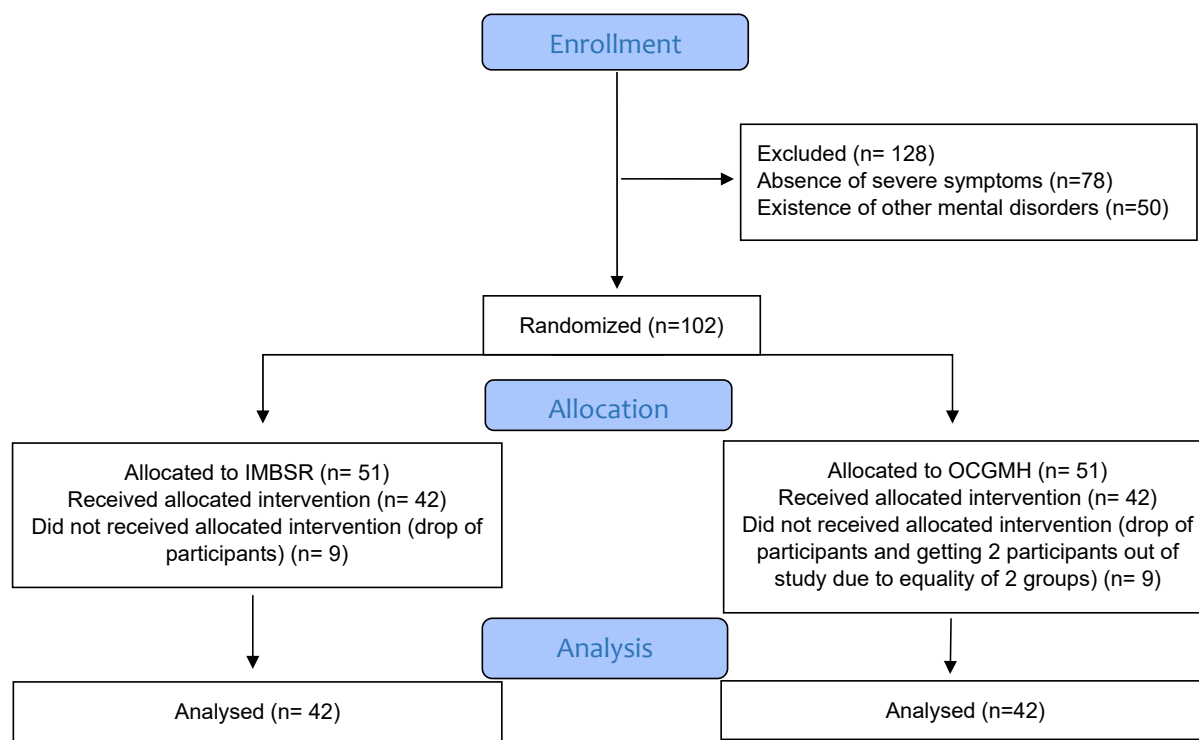 Enrollment
Excluded (n= 128)
Absence of severe symptoms (n=78)
Existence of other mental disorders (n=50)
Randomized (n=102)
Allocation
Allocated to IMBSR (n= 51)
Received allocated intervention (n= 42)
Did not received allocated intervention (drop of
participants) (n= 9)
Allocated to OCGMH (n= 51)
Received allocated intervention (n= 42)
Did not received allocated intervention (drop of
participants and getting 2 participants out of
study due to equality of 2 groups) (n= 9)
Analysis
Analysed (n= 42)
Analysed (n=42)